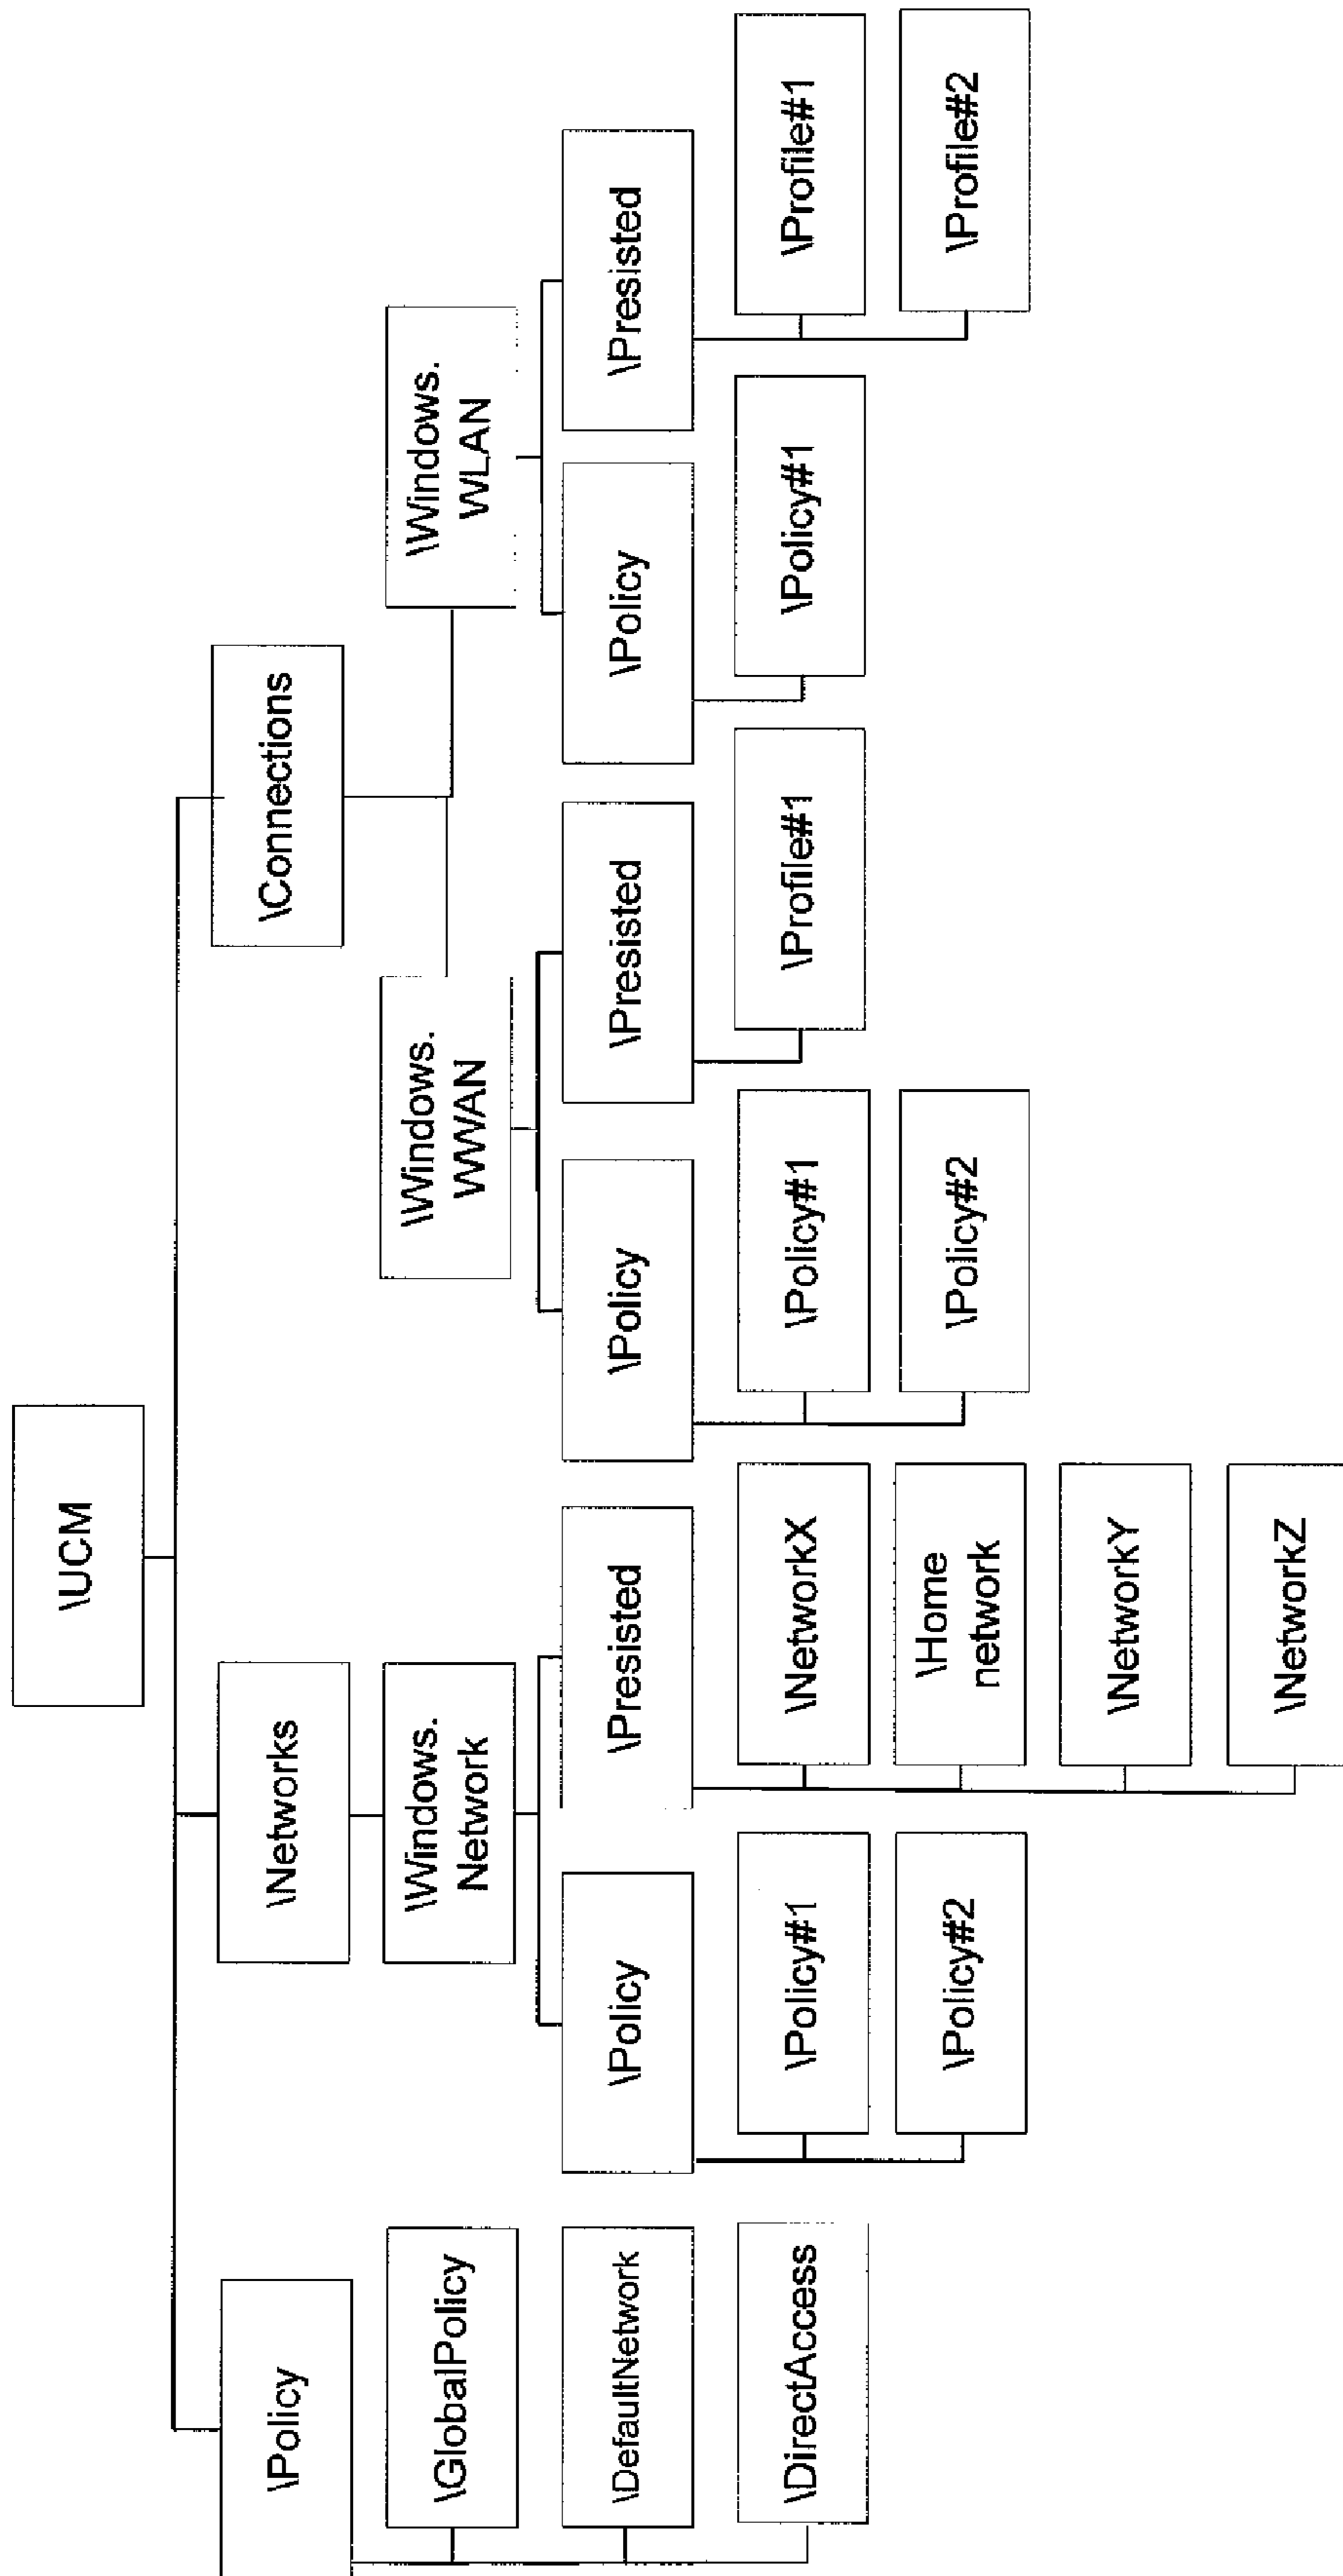 \UCM
\Policy
\Networks
\Connections
\GlobalPolicy
\Windows.
Network
\Windows.
WWAN
\Windows.
WLAN
\DefaultNetwork
\Policy
\Presisted
\Policy
\Presisted
\Policy
\Presisted
\DirectAccess
\Policy#1
\NetworkX
\Policy#1
\Profile#1
\Policy#1
\Profile#1
\Policy#2
\Home
network
\Policy#2
\Profile#2
\NetworkY
\NetworkZ